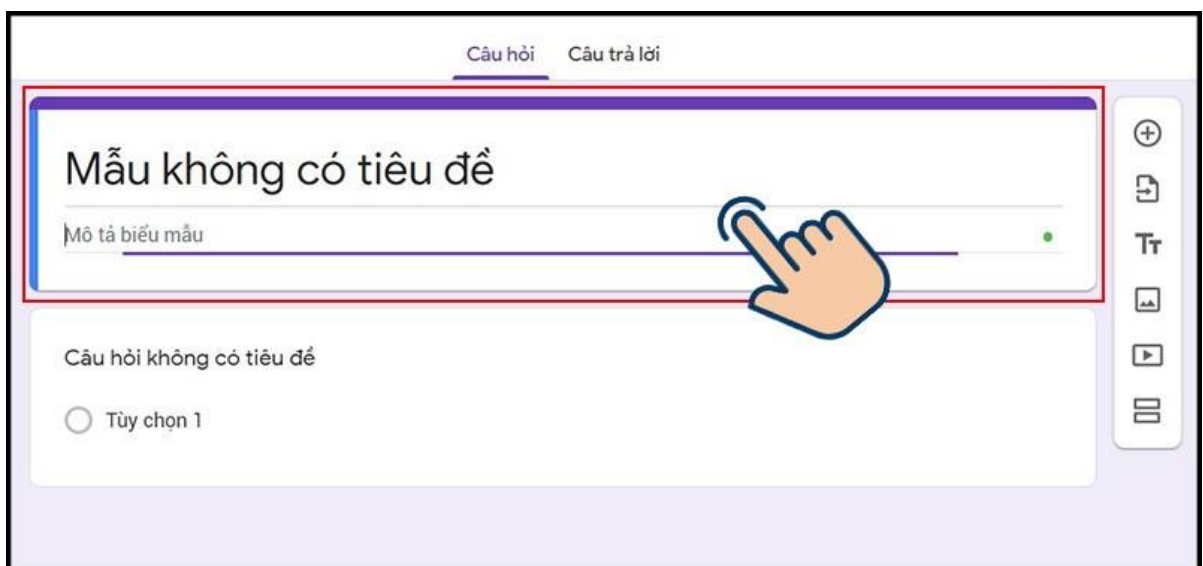 Câu hỏi Câu trả lời
Mẫu không có tiêu đề
Mô tả biểu mẫu
Tт
Câu hỏi không có tiêu đề
Tùy chọn 1